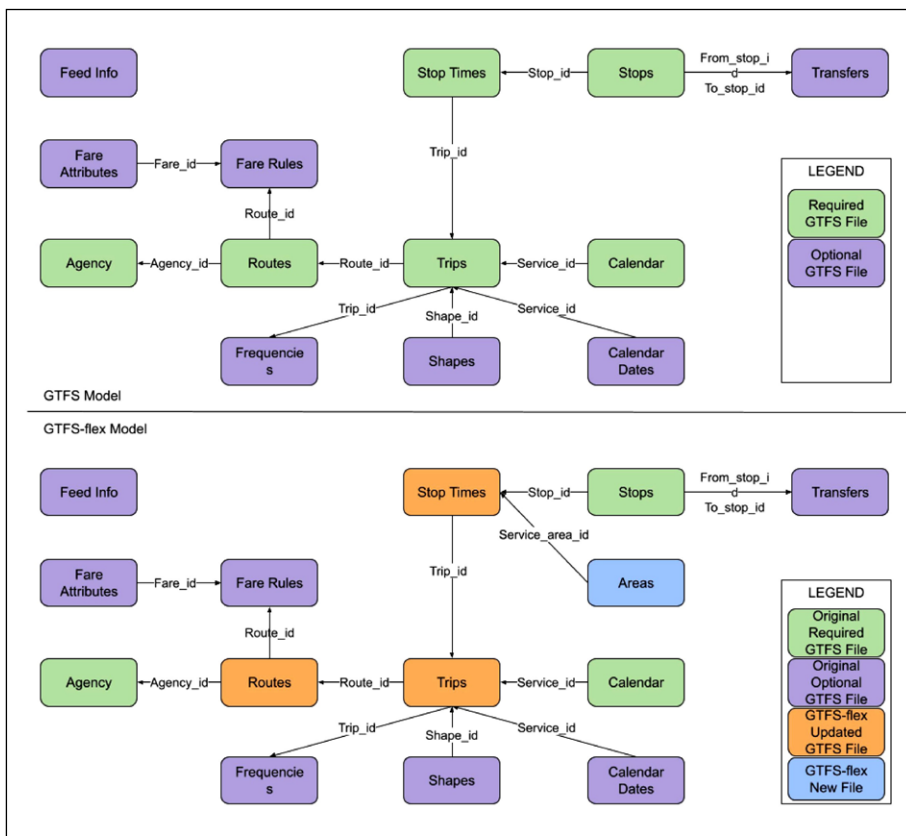 Feed Info
Stop Times
Stop_id
Stops
From_stop_i
d
To_stop_id
Transfers
Trip_id
Fare
Attributes
Fare_id
Fare Rules
Route_id
Agency
Agency_id
Routes
Route_id
Trips
Service_id
Calendar
Trip_id
Shape_id
Service_id
Frequencie
s
Shapes
Calendar
Dates
LEGEND
Required
GTFS File
Optional
GTFS File
GTFS Model
GTFS-flex Model
Feed Info
Stop Times
Stop_id
Stops
From_stop_i
d
To_stop_id
Transfers
Service_area_id
Trip_id
Areas
Fare
Attributes
Fare_id
Fare Rules
Route_id
Agency
Agency_id
Routes
Route_id
Trips
Service_id
Calendar
Trip_id
Shape_id
Service_id
Frequencie
s
Shapes
Calendar
Dates
LEGEND
Original
Required
GTFS File
Original
Optional
GTFS File
GTFS-flex
Updated
GTFS File
GTFS-flex
New File